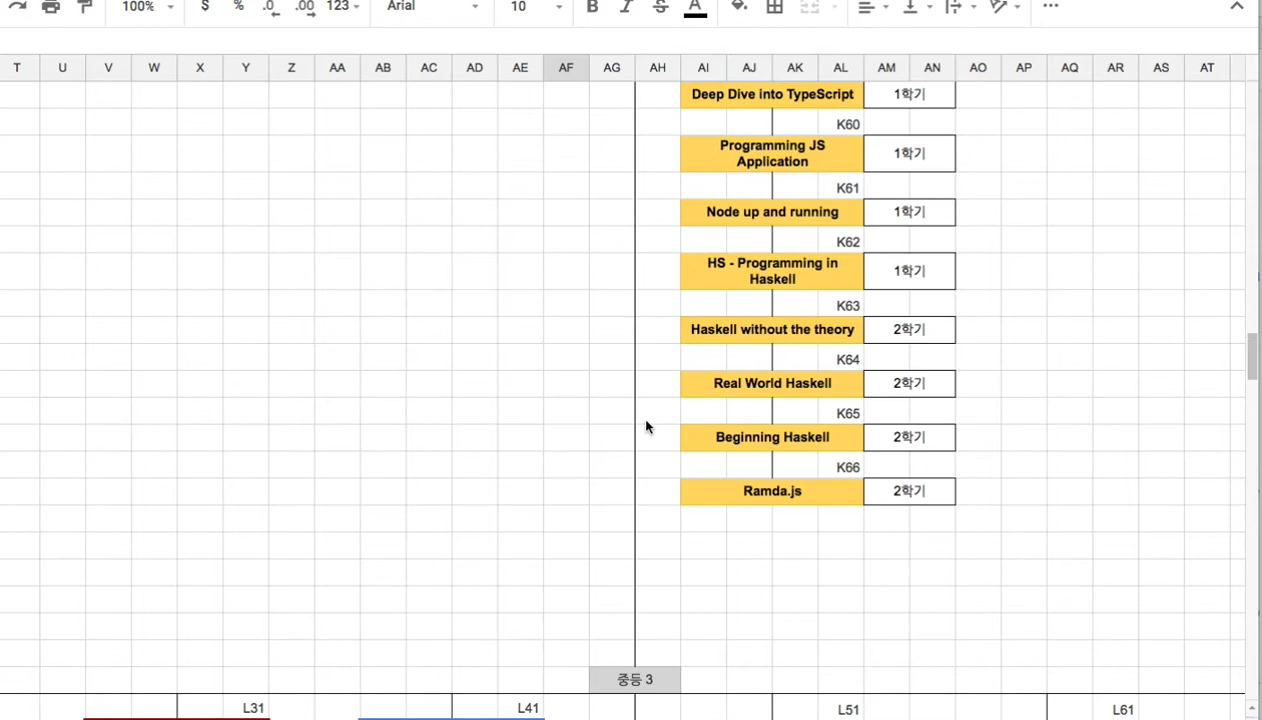 100% $ % .0 .00 123 Arial 10 B I S A
T U V W X Y Z AA AB AC AD AE AF AG AH AI AJ AK AL AM AN AO AP AQ AR AS AT
Deep Dive into TypeScript 1학기
K60
Programming JS
Application
1학기
K61
Node up and running 1학기
K62
HS - Programming in
Haskell
1학기
K63
Haskell without the theory 2학기
K64
Real World Haskell 2학기
K65
Beginning Haskell 2학기
K66
Ramda.js 2학기
중등 3
L31 L41 L51 L61